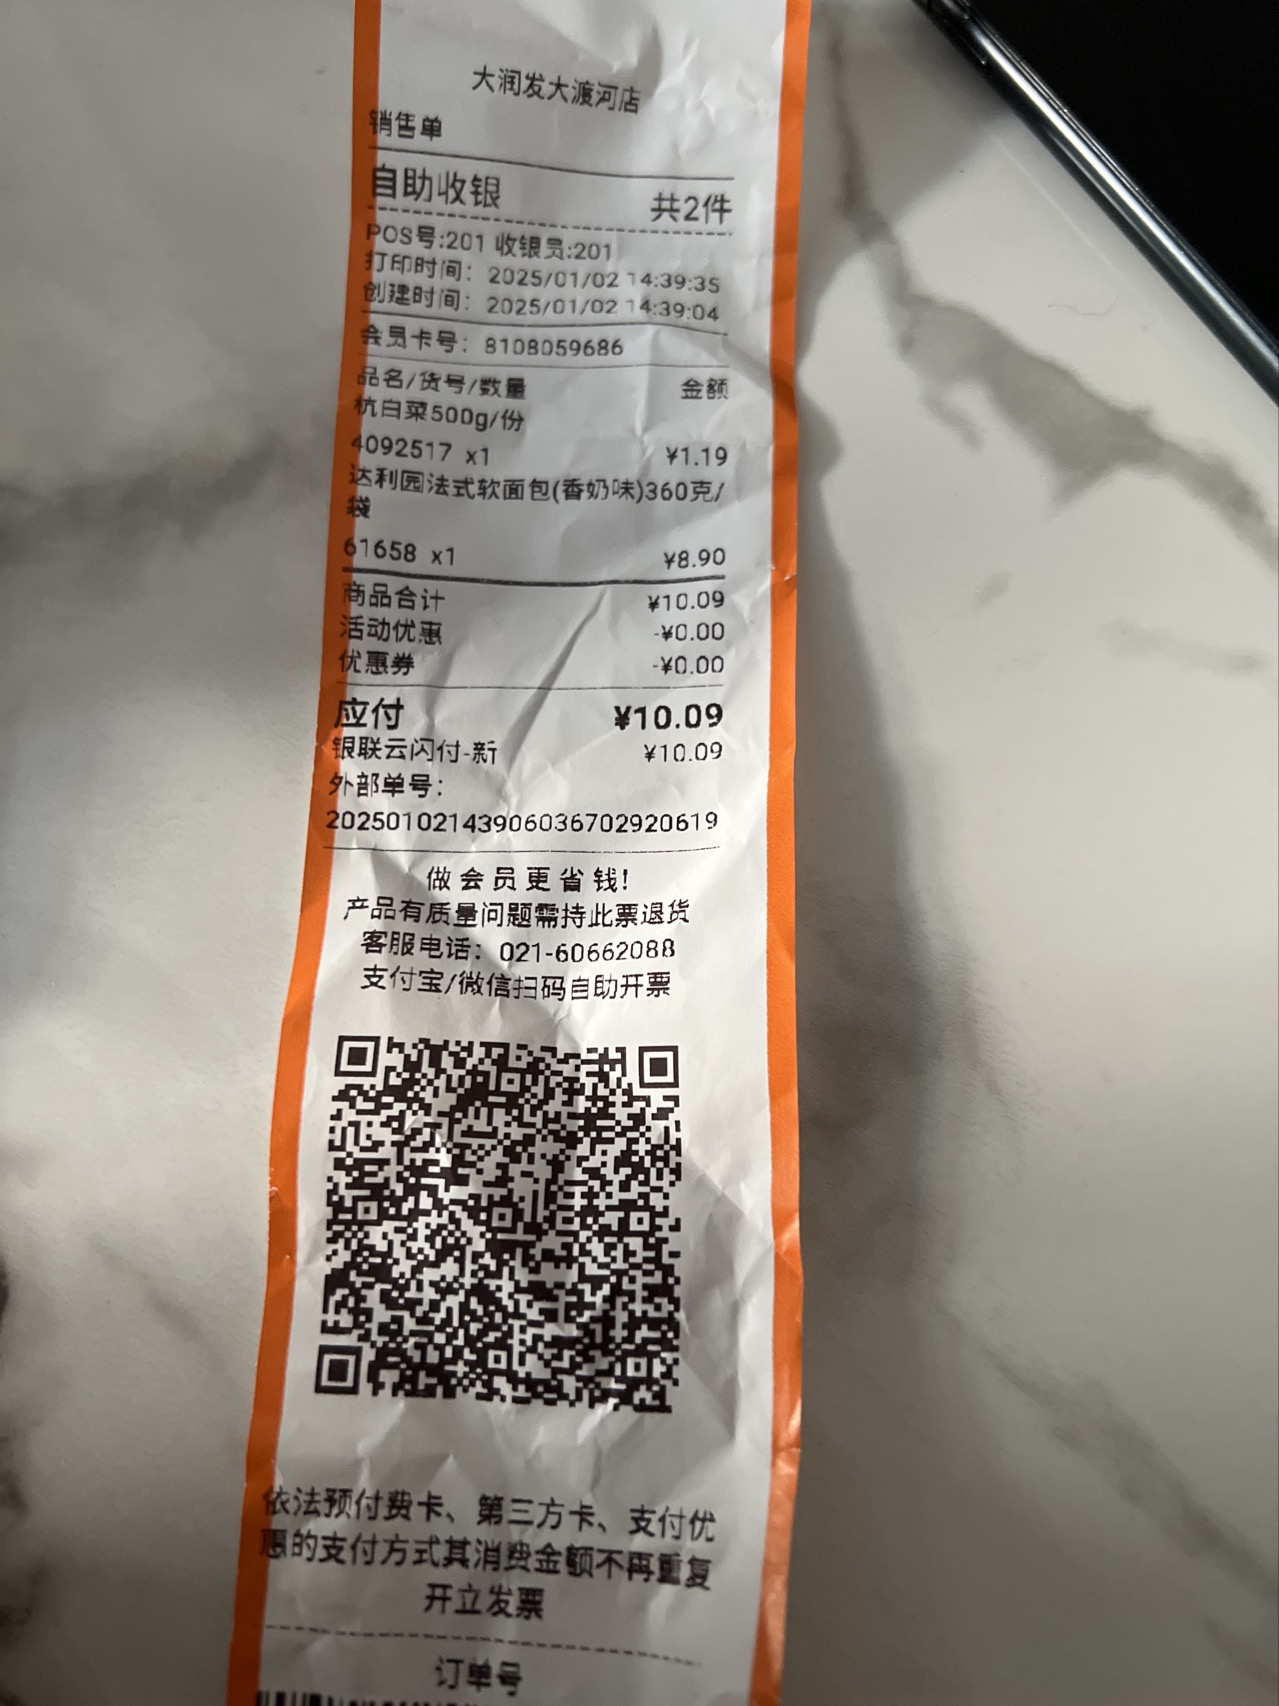 大润发大渡河店
销售单
自助收银 共2件
POS号:201 收银员:201
打印时间：2025/01/02 14:39:35
创建时间：2025/01/02 14:39:04
会员卡号：8108059686
品名/货号/数量 金额
杭白菜500g/份
4092517 x1 ¥1.19
达利园法式软面包(香奶味)360克/
袋
61658 x1 ¥8.90
商品合计 ¥10.09
活动优惠 -¥0.00
优惠券 -¥0.00
应付 ¥10.09
银联云闪付-新 ¥10.09
外部单号：
20250102143906036702920619
做会员更省钱!
产品有质量问题需持此票退货
客服电话：021-60662088
支付宝/微信扫码自助开票
依法预付费卡、第三方卡、支付优
惠的支付方式其消费金额不再重复
开立发票
订单号